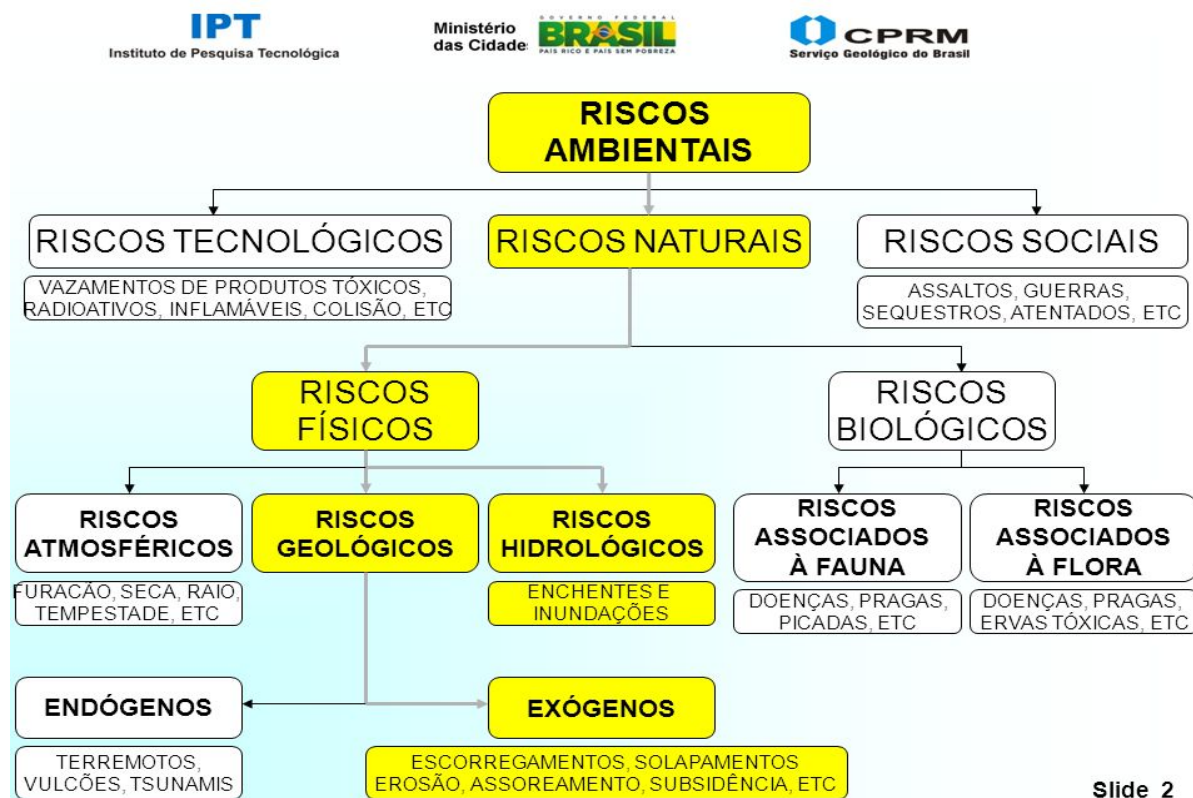 IPT
Instituto de Pesquisa Tecnológica
Ministério
das Cidade
GOVERNO FEDERAL
BRASIL
PAÍS RICO É PAÍS SEM POBREZA
CPRM
Serviço Geológico do Brasil
RISCOS
AMBIENTAIS
RISCOS TECNOLÓGICOS
VAZAMENTOS DE PRODUTOS TÓXICOS,
RADIOATIVOS, INFLAMÁVEIS, COLISÃO, ETC
RISCOS NATURAIS
RISCOS SOCIAIS
ASSALTOS, GUERRAS,
SEQUESTROS, ATENTADOS, ETC
RISCOS
FÍSICOS
RISCOS
BIOLÓGICOS
RISCOS
ATMOSFÉRICOS
FURACÃO, SECA, RAIO,
TEMPESTADE, ETC
RISCOS
GEOLÓGICOS
RISCOS
HIDROLÓGICOS
ENCHENTES E
INUNDAÇÕES
RISCOS
ASSOCIADOS
À FAUNA
DOENÇAS, PRAGAS,
PICADAS, ETC
RISCOS
ASSOCIADOS
À FLORA
DOENÇAS, PRAGAS,
ERVAS TÓXICAS, ETC
ENDÓGENOS
TERREMOTOS,
VULCÕES, TSUNAMIS
EXÓGENOS
ESCORREGAMENTOS, SOLAPAMENTOS
EROSÃO, ASSOREAMENTO, SUBSIDÊNCIA, ETC
Slide 2